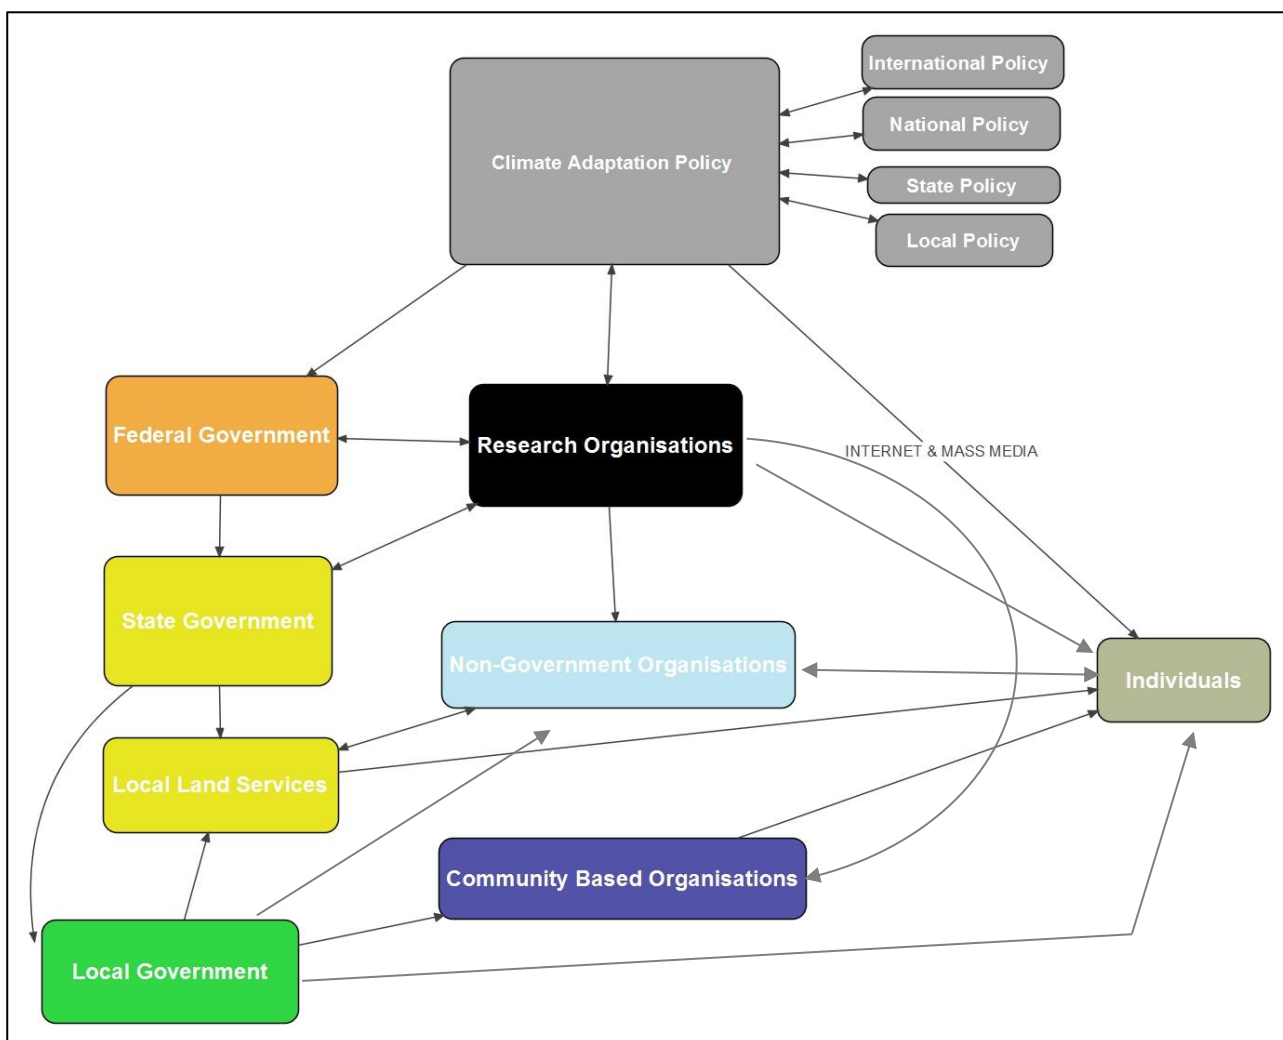 International Policy
National Policy
Climate Adaptation Policy
State Policy
Local Policy
Federal Government
Research Organisations
INTERNET & MASS MEDIA
State Government
Non-Government Organisations
Individuals
Local Land Services
Community Based Organisations
Local Government